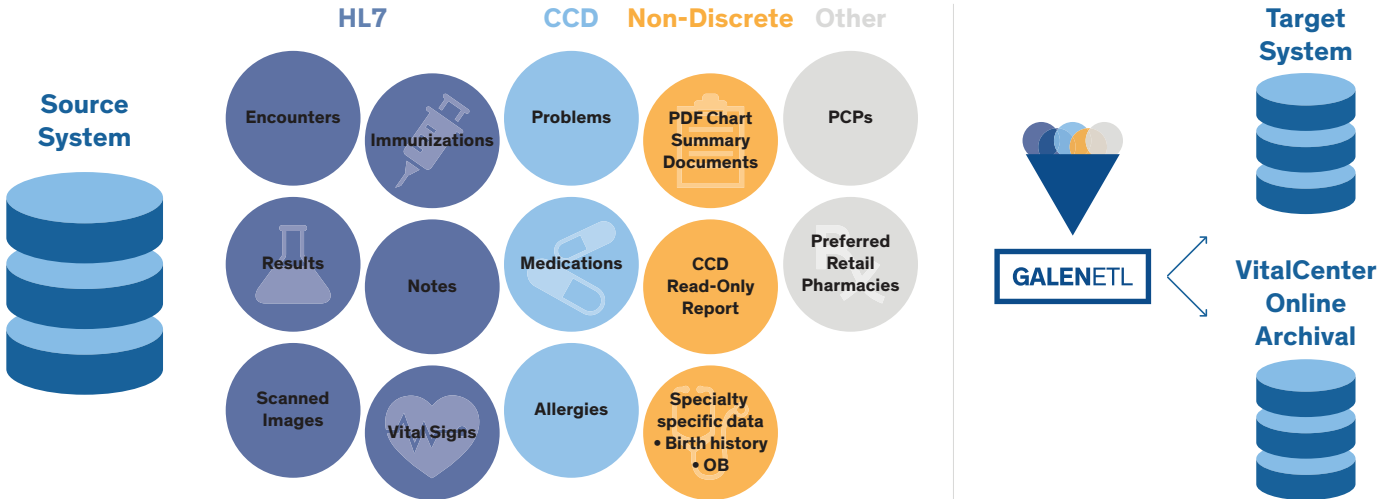 Source
System
HL7
CCD
Non-Discrete
Other
Encounters
Immunizations
Problems
PDF Chart
Summary
Documents
PCPs
Results
Notes
Medications
CCD
Read-Only
Report
Preferred
Retail
Pharmacies
Scanned
Images
Vital Signs
Allergies
Specialty
specific data
• Birth history
• OB
GALENETL
Target
System
VitalCenter
Online
Archival